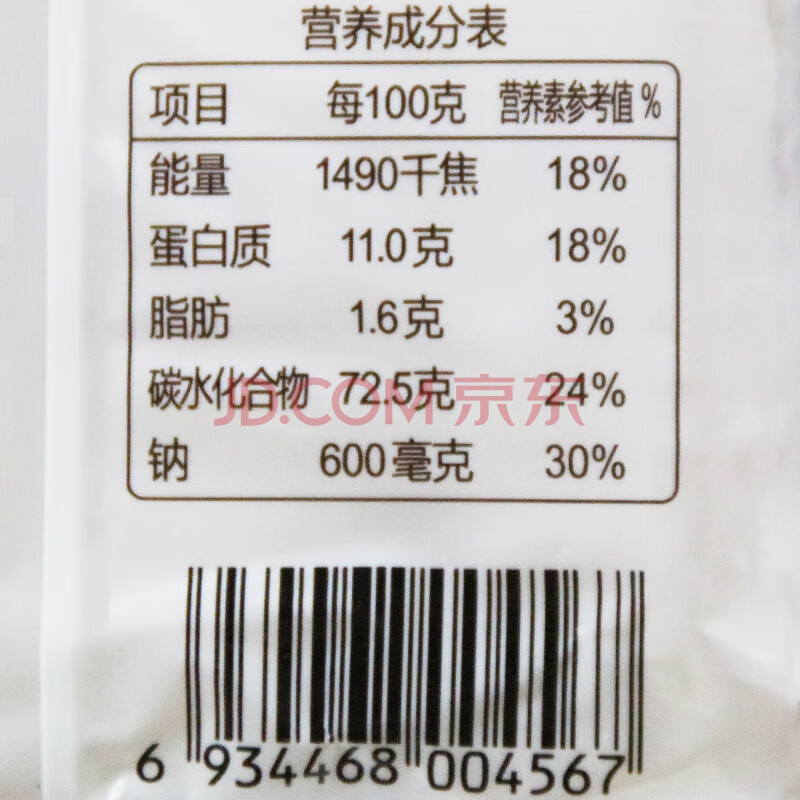 营养成分表
项目 每100克 营养素参考值 %
能量 1490千焦 18%
蛋白质 11.0克 18%
脂肪 1.6克 3%
碳水化合物 72.5克 24%
JD.COM 京东
钠 600毫克 30%
6 934468 004567